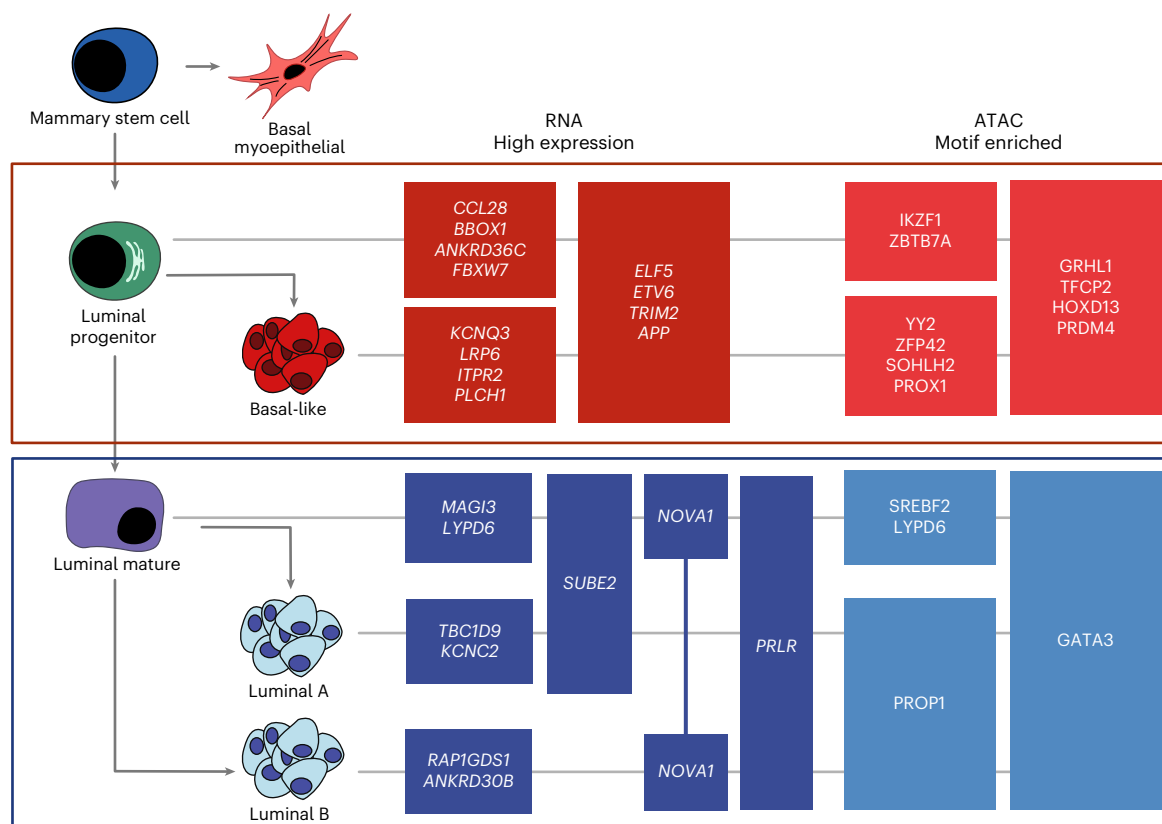 Mammary stem cell
Basal
myoepithelial
RNA
High expression
ATAC
Motif enriched
Luminal
progenitor
Basal-like
CCL28
BBOX1
ANKRD36C
FBXW7
KCNQ3
LRP6
ITPR2
PLCH1
ELF5
ETV6
TRIM2
APP
IKZF1
ZBTB7A
YY2
ZFP42
SOHLH2
PROX1
GRHL1
TFCP2
HOXD13
PRDM4
Luminal mature
Luminal A
Luminal B
MAGI3
LYPD6
TBC1D9
KCNC2
RAP1GDS1
ANKRD30B
SUBE2
NOVA1
NOVA1
PRLR
SREBF2
LYPD6
PROP1
GATA3